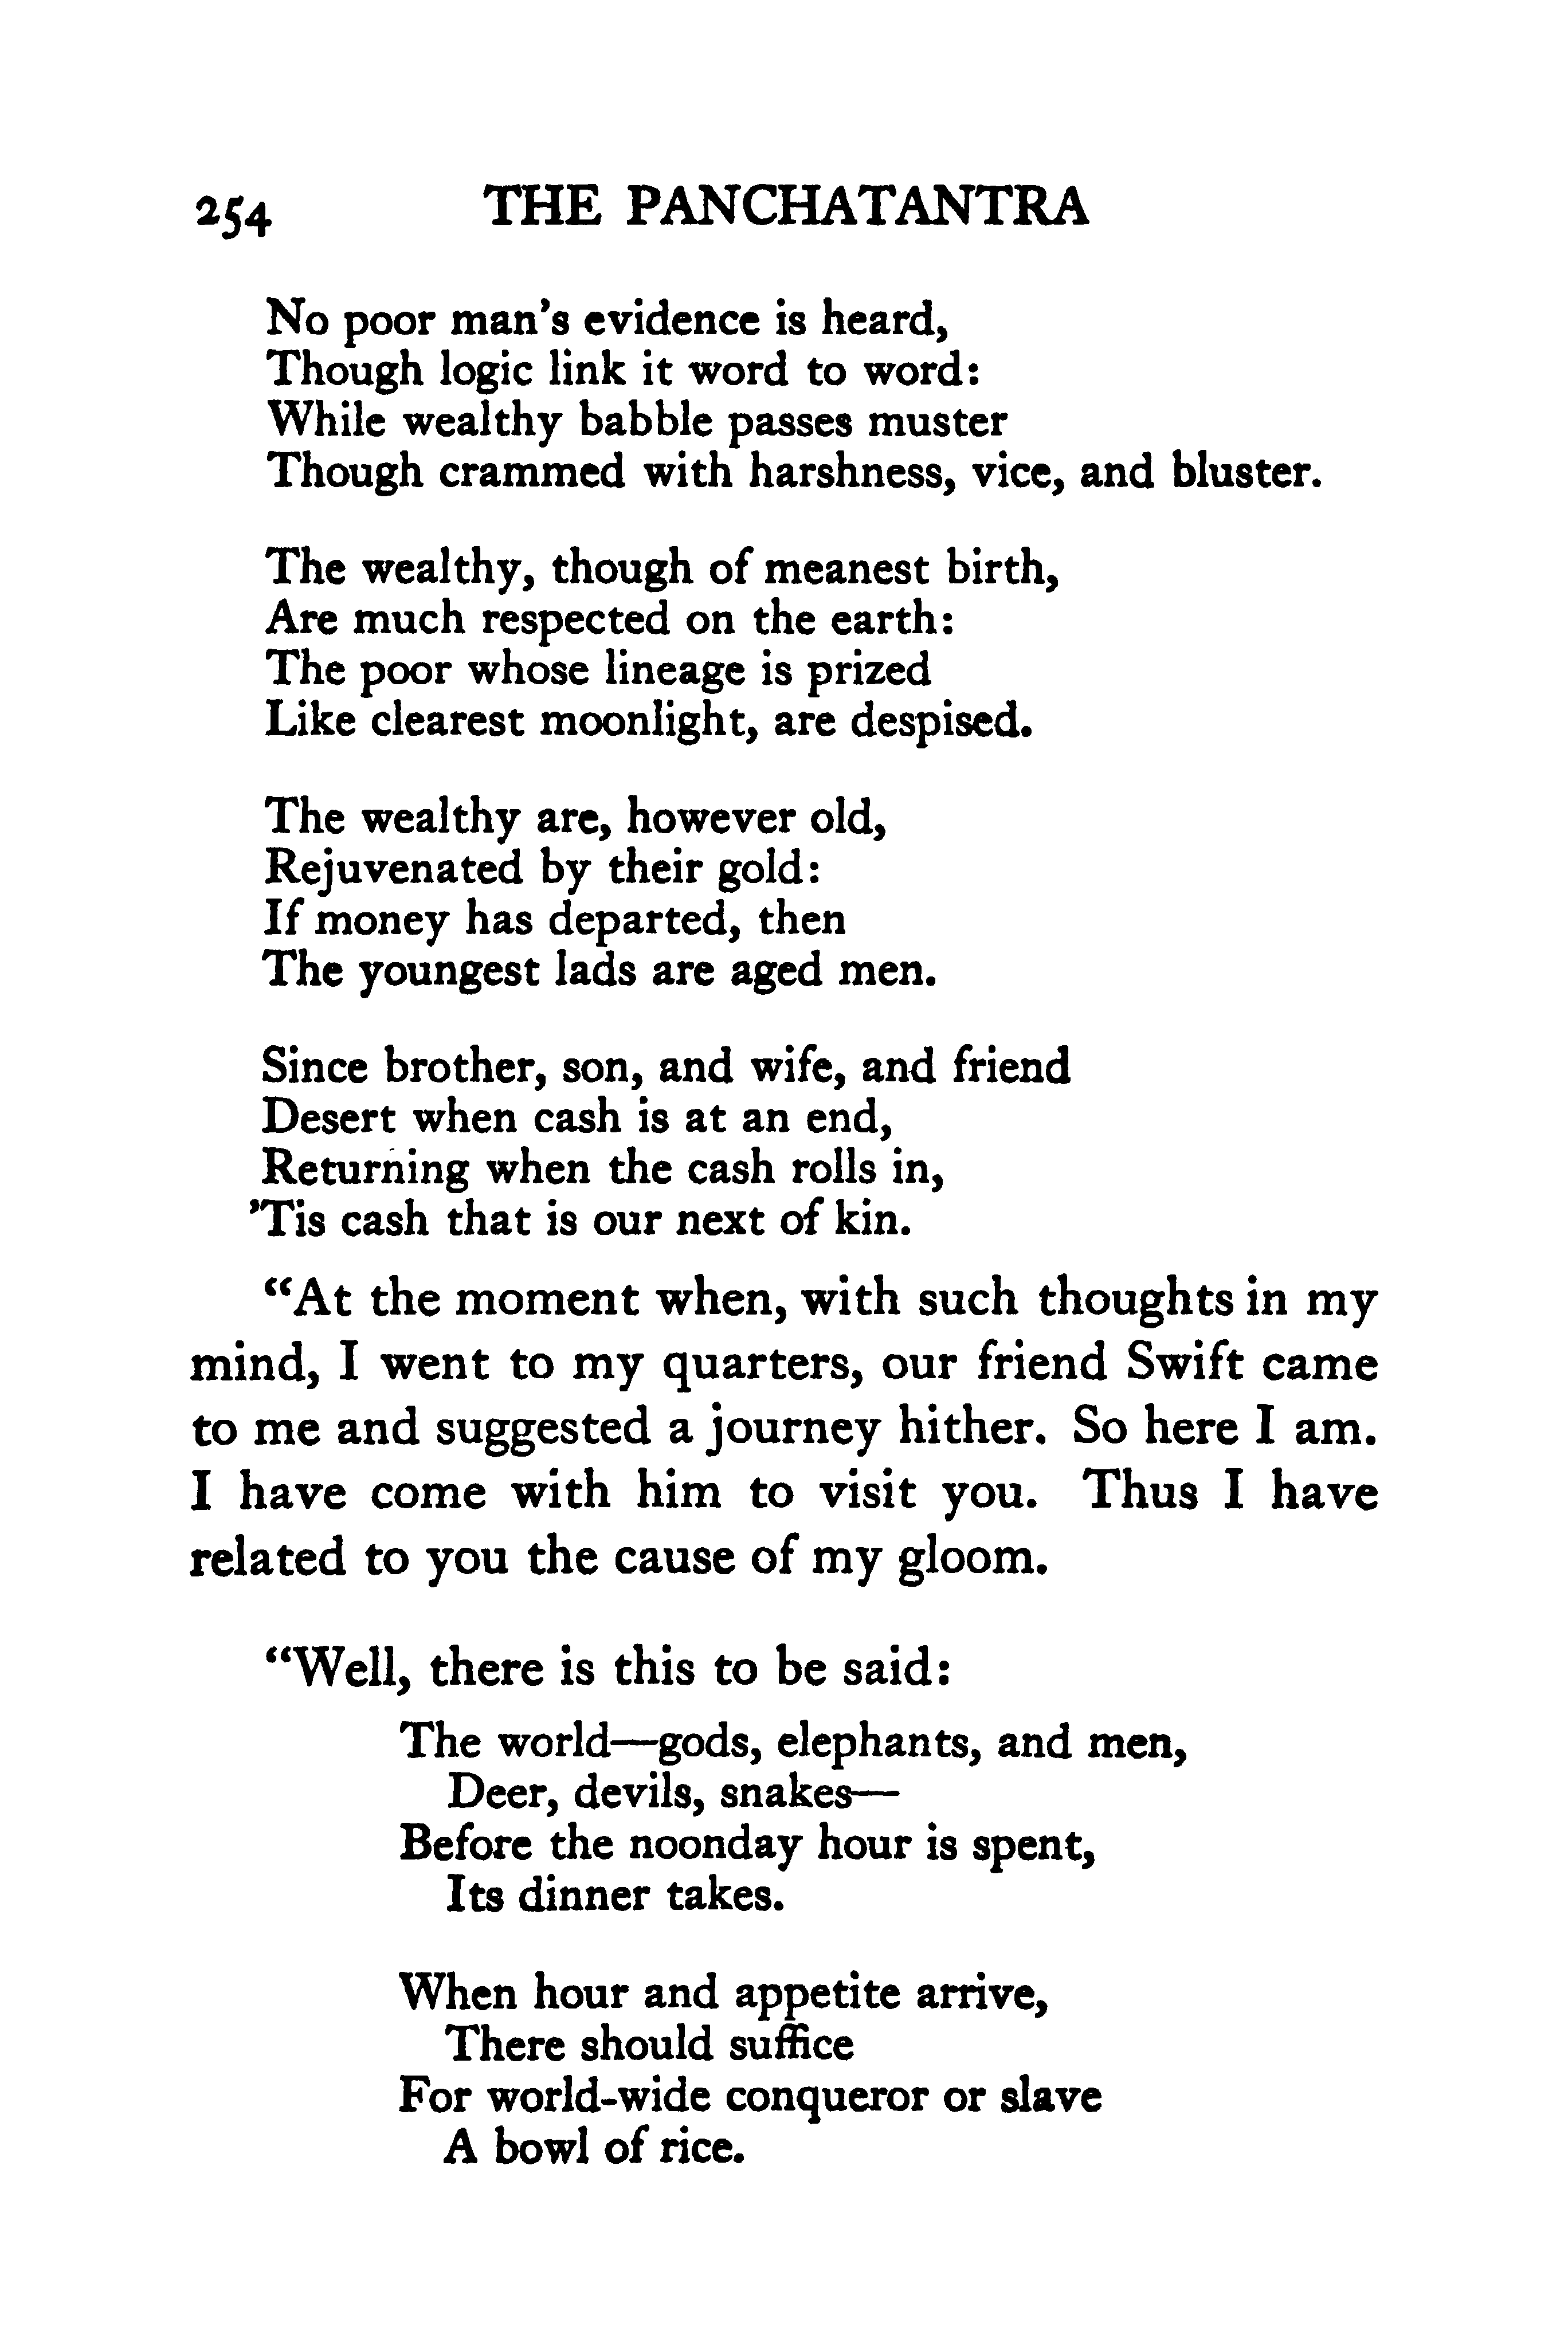 254 THE PANCHATANTRA
No poor man's evidence is heard,
Though logic link it word to word:
While wealthy babble passes muster
Though crammed with harshness, vice, and bluster.
The wealthy, though of meanest birth,
Are much respected on the earth:
The poor whose lineage is prized
Like clearest moonlight, are despised.
The wealthy are, however old,
Rejuvenated by their gold:
If money has departed, then
The youngest lads are aged men.
Since brother, son, and wife, and friend
Desert when cash is at an end,
Returning when the cash rolls in,
'Tis cash that is our next of kin.
“At the moment when, with such thoughts in my
mind, I went to my quarters, our friend Swift came
to me and suggested a journey hither. So here I am.
I have come with him to visit you. Thus I have
related to you the cause of my gloom.
“Well, there is this to be said:
The world—gods, elephants, and men,
Deer, devils, snakes—
Before the noonday hour is spent,
Its dinner takes.
When hour and appetite arrive,
There should suffice
For world-wide conqueror or slave
A bowl of rice.